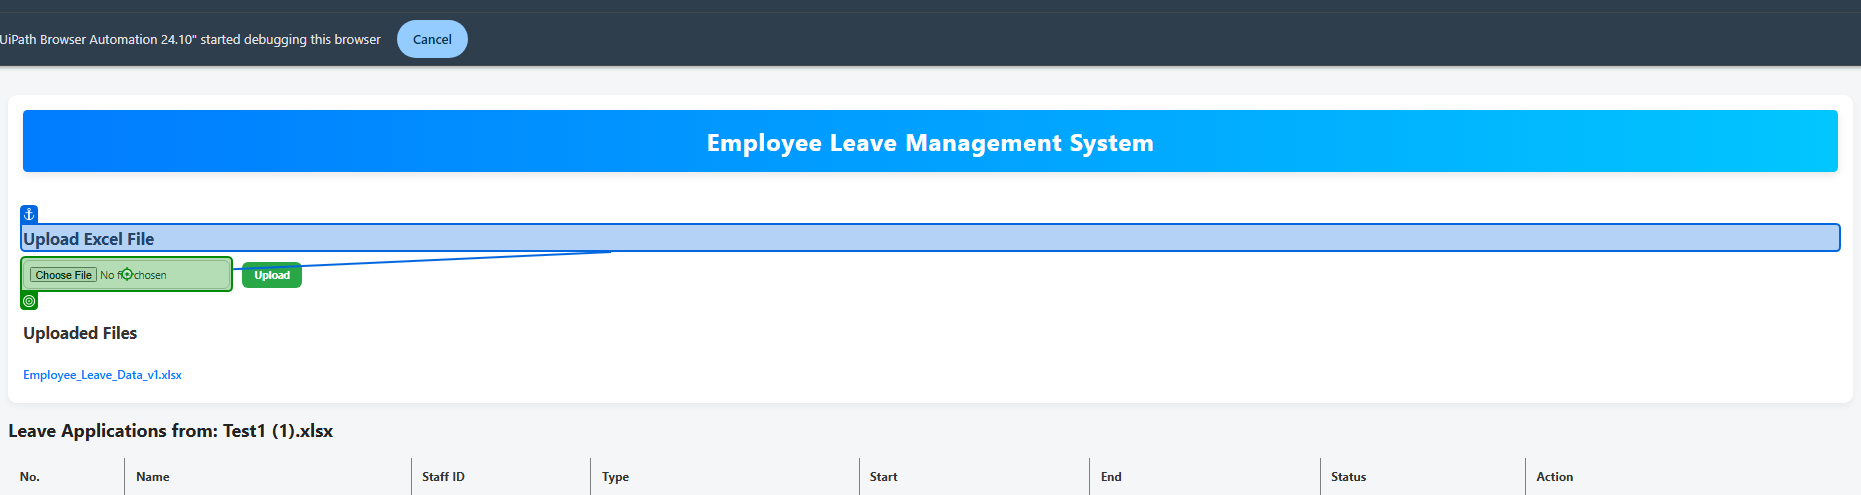 UiPath Browser Automation 24.10" started debugging this browser Cancel
Employee Leave Management System
Upload Excel File
Choose File No file chosen Upload
Uploaded Files
Employee_Leave_Data_v1.xlsx
Leave Applications from: Test1 (1).xlsx
No. Name Staff ID Type Start End Status Action